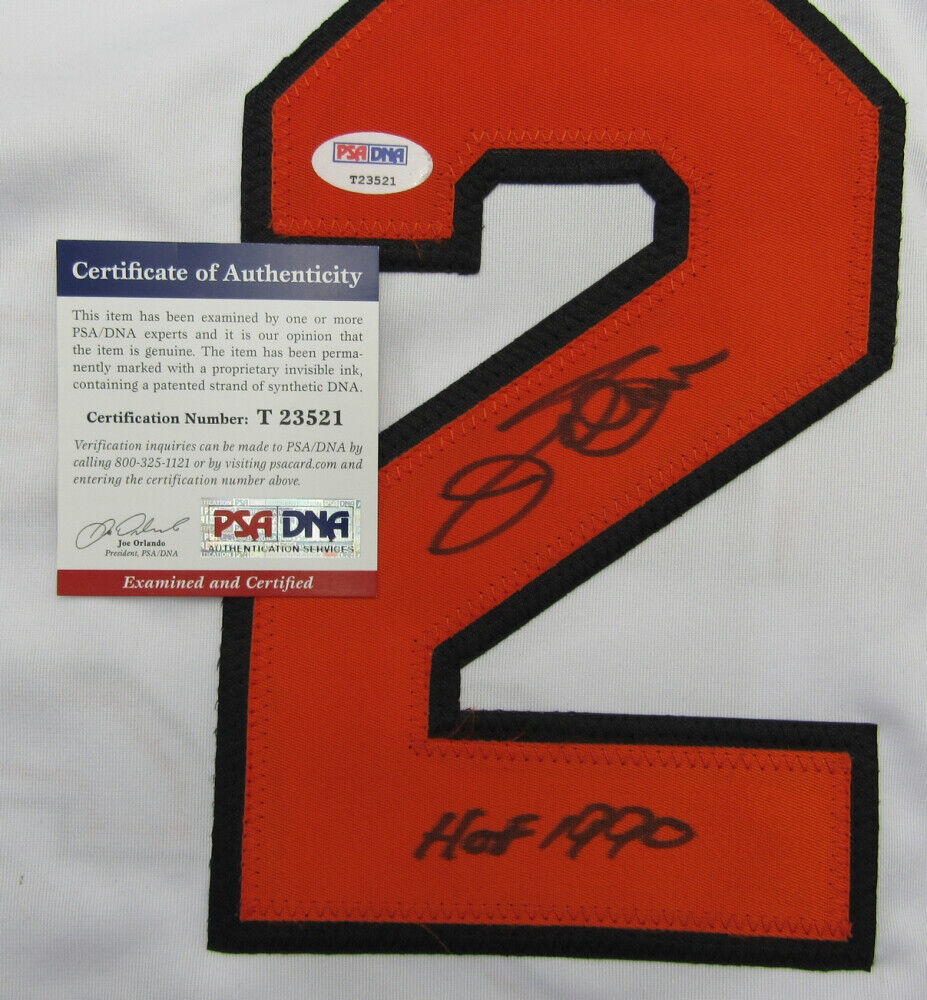 PSA DNA
T23521
Certificate of Authenticity
This item has been examined by one or more
PSA/DNA experts and it is our opinion that
the item is genuine. The item has been perma-
nently marked with a proprietary invisible ink,
containing a patented strand of synthetic DNA.
Certification Number: T 23521
Verification inquiries can be made to PSA/DNA by
calling 800-325-1121 or by visiting psacard.com and
entering the certification number above.
Joe Orlando
President, PSA/DNA
PSA DNA
AUTHENTICATION SERVICES
Examined and Certified
2
HOF 1990